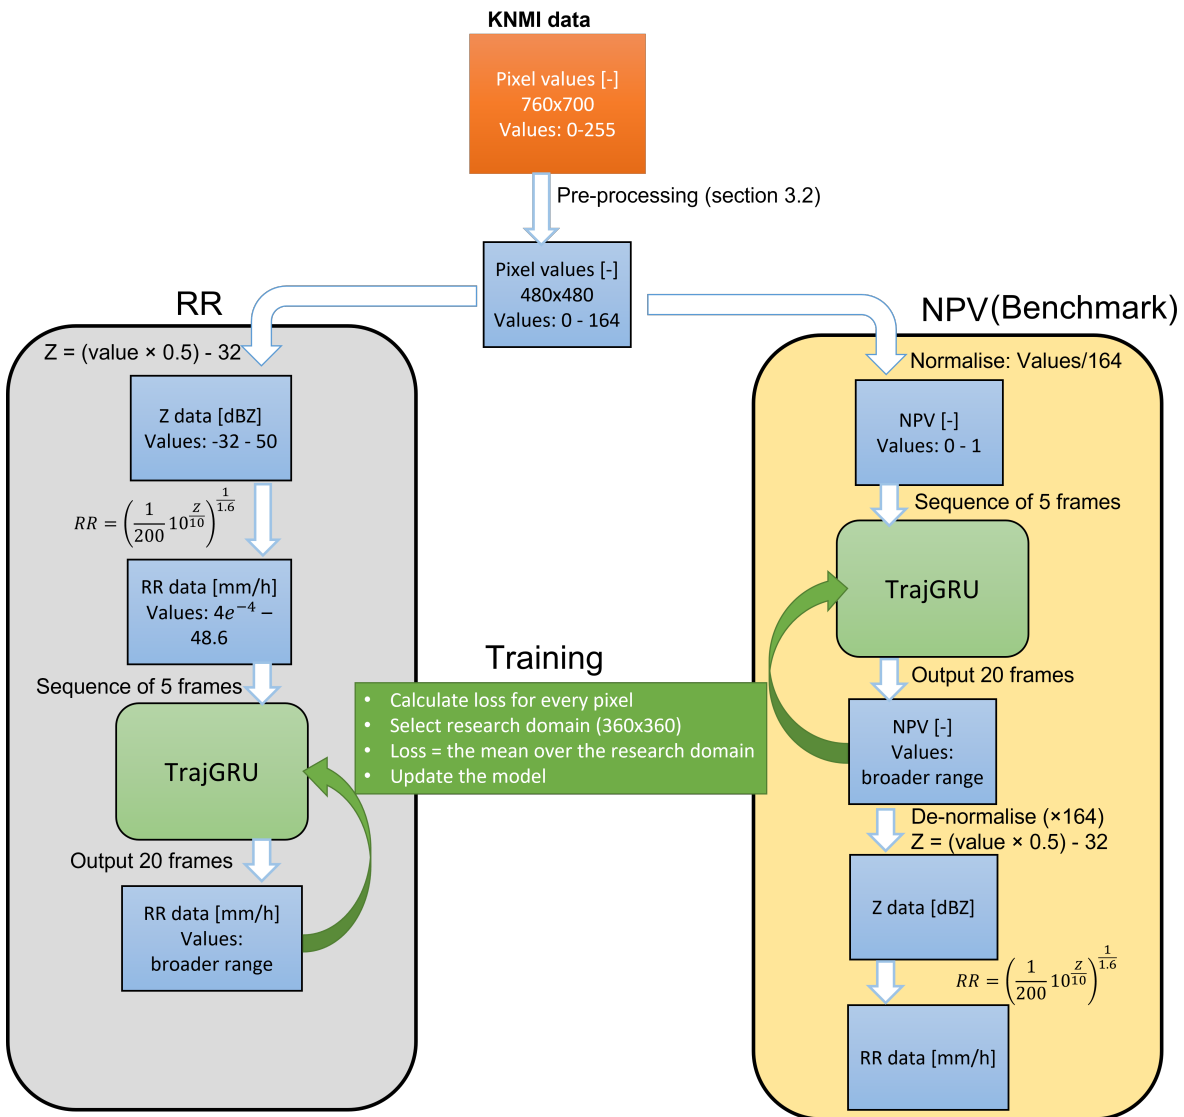 KNMI data
Pixel values [-]
760x700
Values: 0-255
Pre-processing (section 3.2)
Pixel values [-]
480x480
Values: 0 - 164
RR
Z = (value × 0.5) - 32
Z data [dBZ]
Values: -32 - 50
RR = (1/200 10^(Z/10))^(1/1.6)
RR data [mm/h]
Values: 4e⁻⁴ –
48.6
Sequence of 5 frames
TrajGRU
Output 20 frames
RR data [mm/h]
Values:
broader range
Training
• Calculate loss for every pixel
• Select research domain (360x360)
• Loss = the mean over the research domain
• Update the model
NPV(Benchmark)
Normalise: Values/164
NPV [-]
Values: 0 - 1
Sequence of 5 frames
TrajGRU
Output 20 frames
NPV [-]
Values:
broader range
De-normalise (×164)
Z = (value × 0.5) - 32
Z data [dBZ]
RR = (1/200 10^(Z/10))^(1/1.6)
RR data [mm/h]